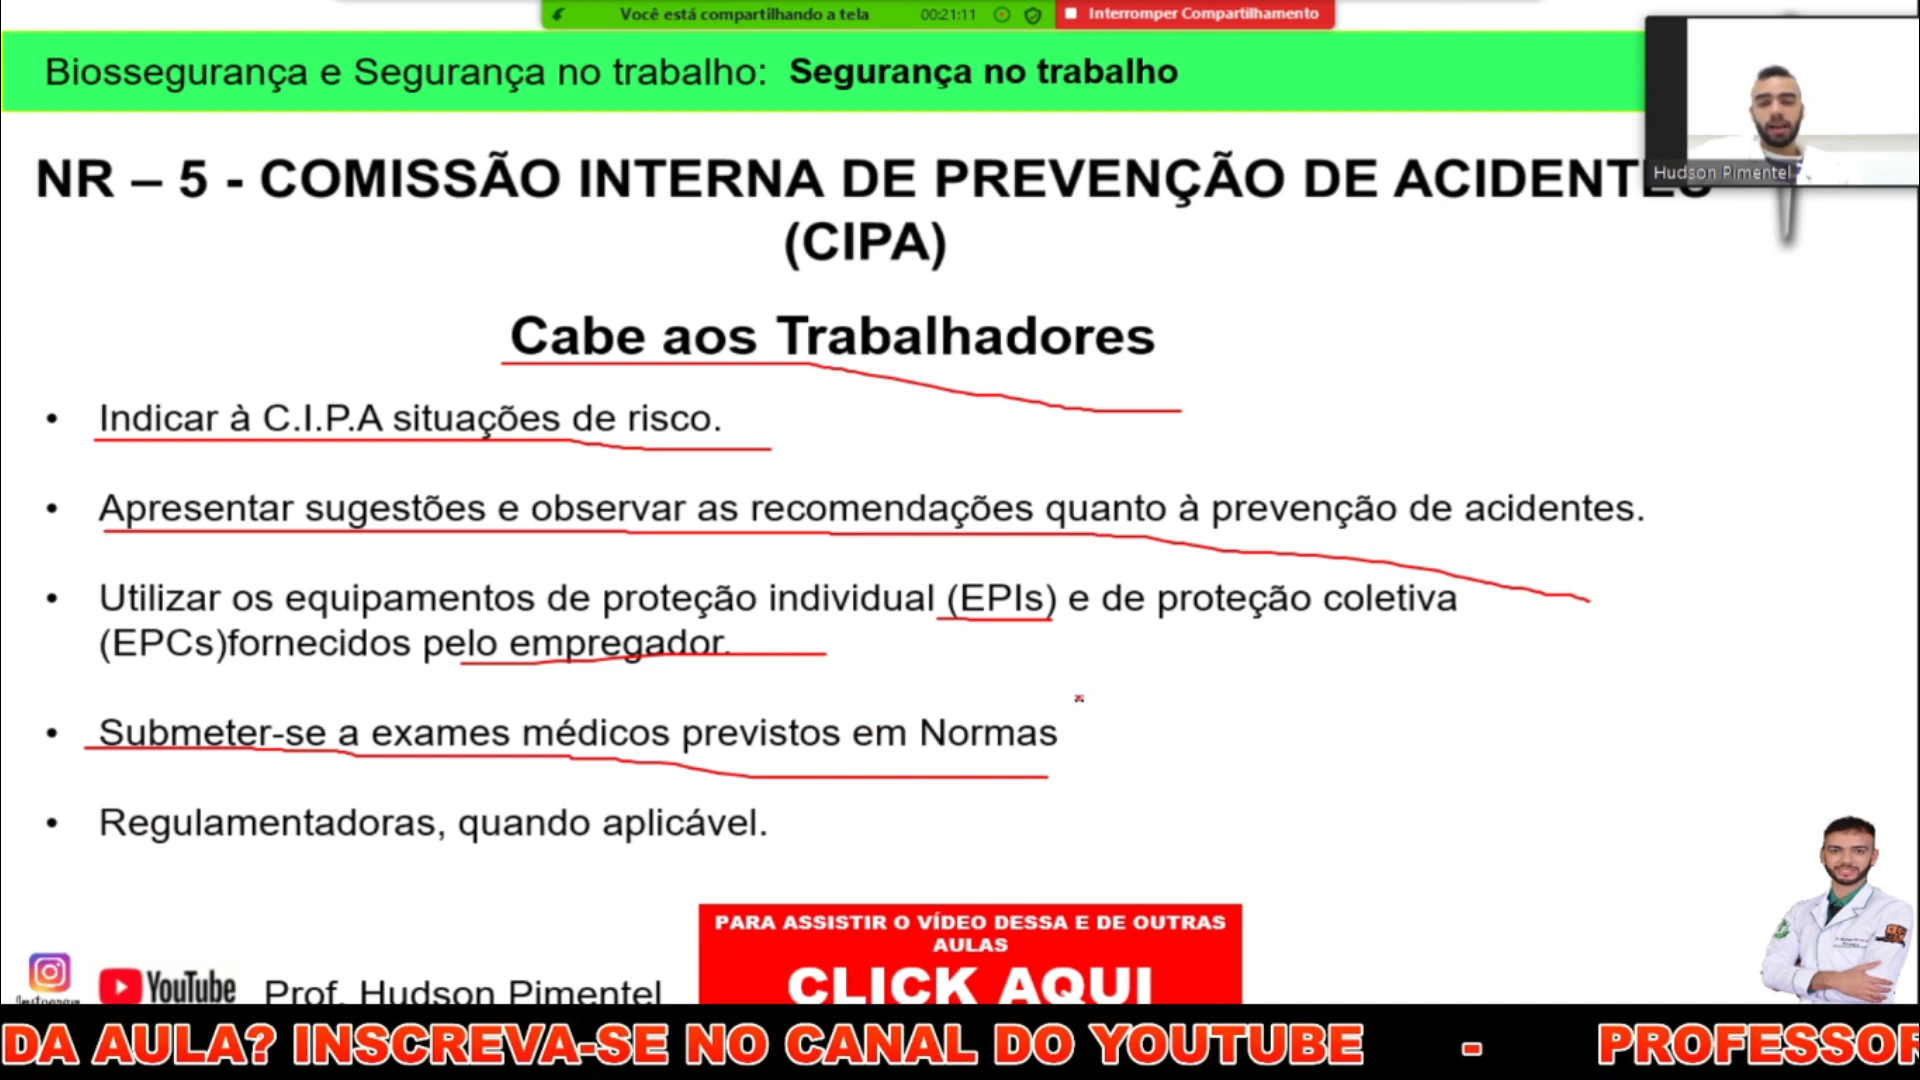 Você está compartilhando a tela 00:21:11 Interromper Compartilhamento
Biossegurança e Segurança no trabalho: Segurança no trabalho
NR – 5 - COMISSÃO INTERNA DE PREVENÇÃO DE ACIDENTES
(CIPA)
Hudson Pimentel
Cabe aos Trabalhadores
• Indicar à C.I.P.A situações de risco.
• Apresentar sugestões e observar as recomendações quanto à prevenção de acidentes.
• Utilizar os equipamentos de proteção individual (EPIs) e de proteção coletiva
(EPCs)fornecidos pelo empregador.
• Submeter-se a exames médicos previstos em Normas
• Regulamentadoras, quando aplicável.
PARA ASSISTIR O VÍDEO DESSA E DE OUTRAS
AULAS
CLICK AQUI
Instagram YouTube Prof. Hudson Pimentel
DA AULA? INSCREVA-SE NO CANAL DO YOUTUBE - PROFESSOR